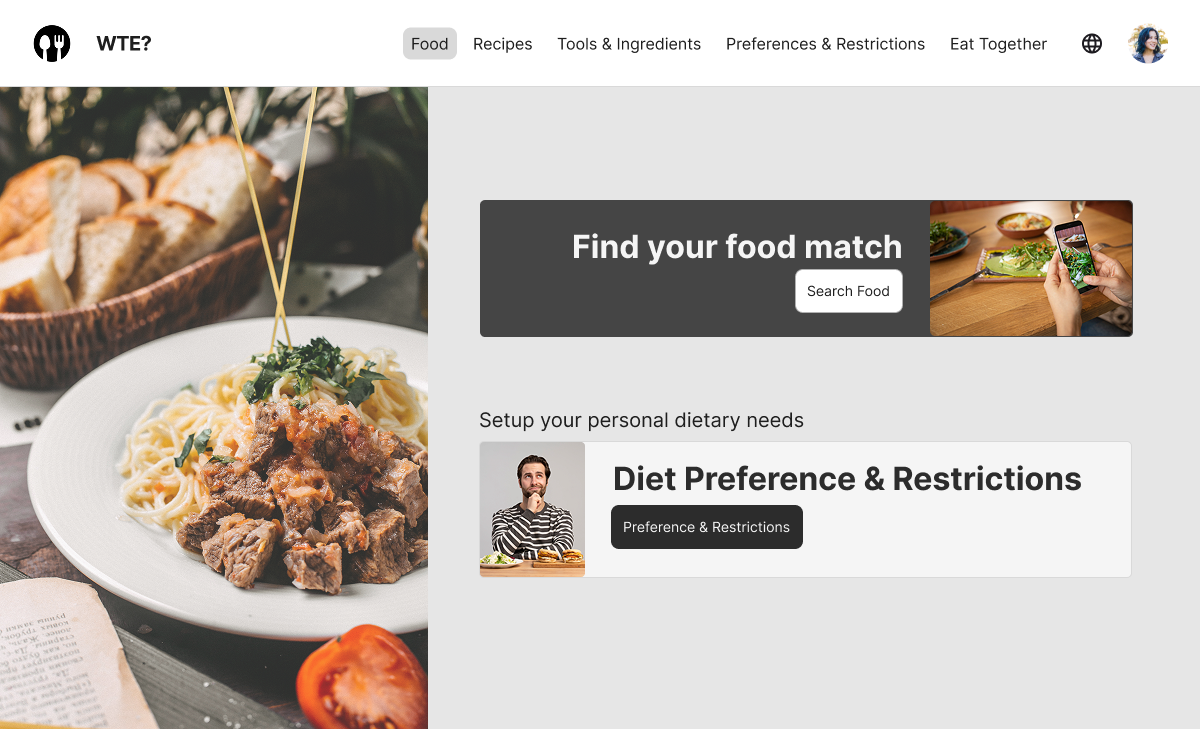 WTE?
Food
Recipes
Tools & Ingredients
Preferences & Restrictions
Eat Together
Find your food match
Search Food
Setup your personal dietary needs
Diet Preference & Restrictions
Preference & Restrictions